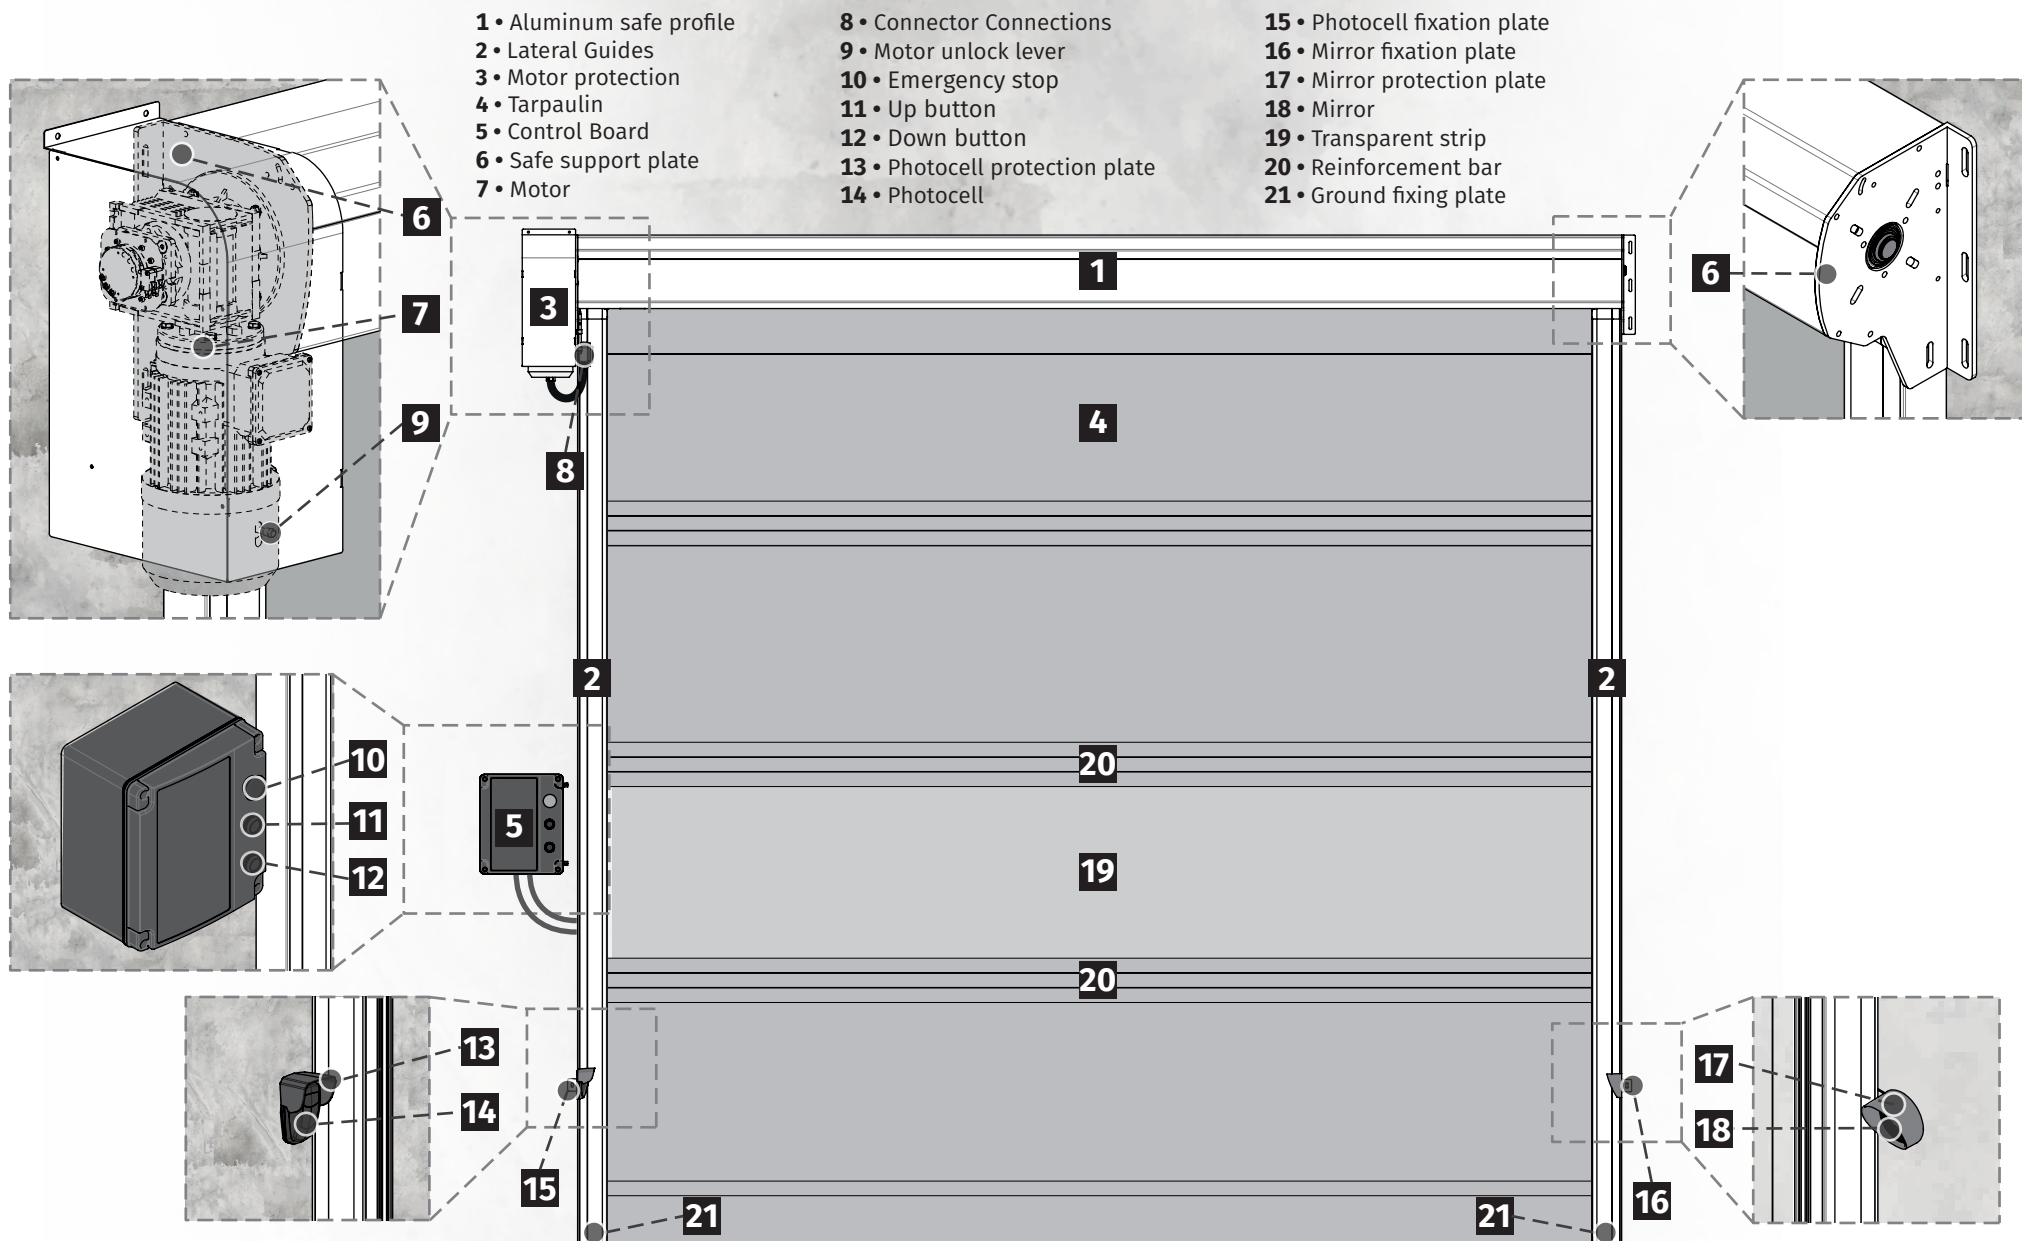 1 • Aluminum safe profile
2 • Lateral Guides
3 • Motor protection
4 • Tarpaulin
5 • Control Board
6 • Safe support plate
7 • Motor
8 • Connector Connections
9 • Motor unlock lever
10 • Emergency stop
11 • Up button
12 • Down button
13 • Photocell protection plate
14 • Photocell
15 • Photocell fixation plate
16 • Mirror fixation plate
17 • Mirror protection plate
18 • Mirror
19 • Transparent strip
20 • Reinforcement bar
21 • Ground fixing plate
6
7
9
3
1
6
8
4
2
2
10
11
12
5
20
19
20
13
14
15
17
18
16
21
21